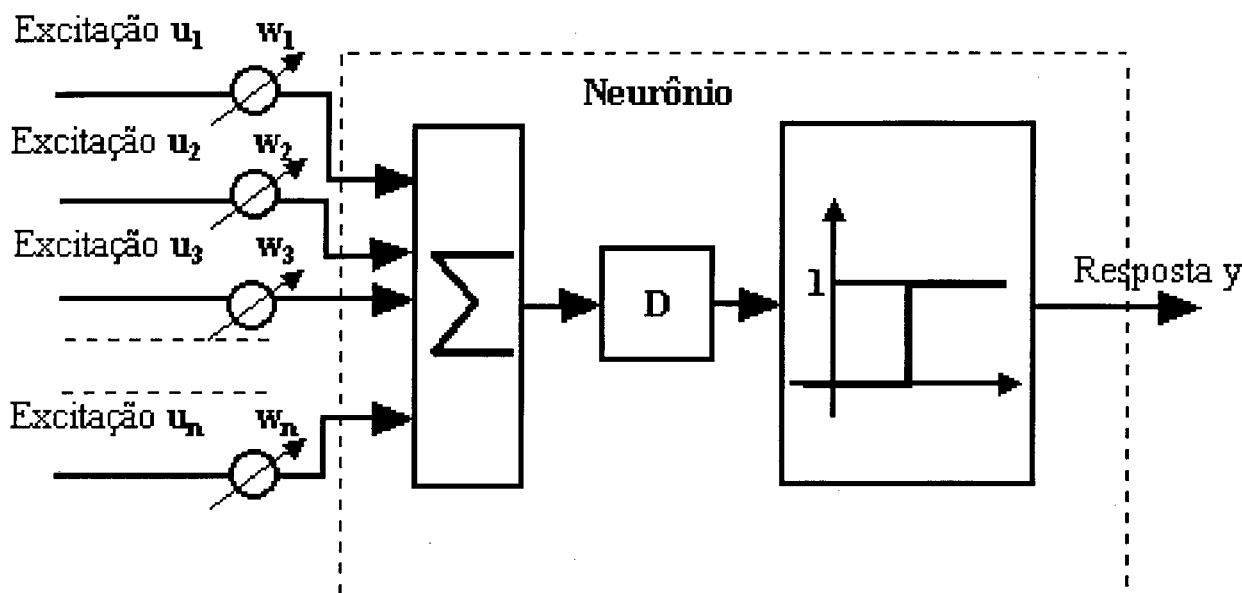 Excitação u1 w1
Neurônio
Excitação u2 w2
Excitação u3 w3
Resposta y
1
Σ
D
Excitação un wn